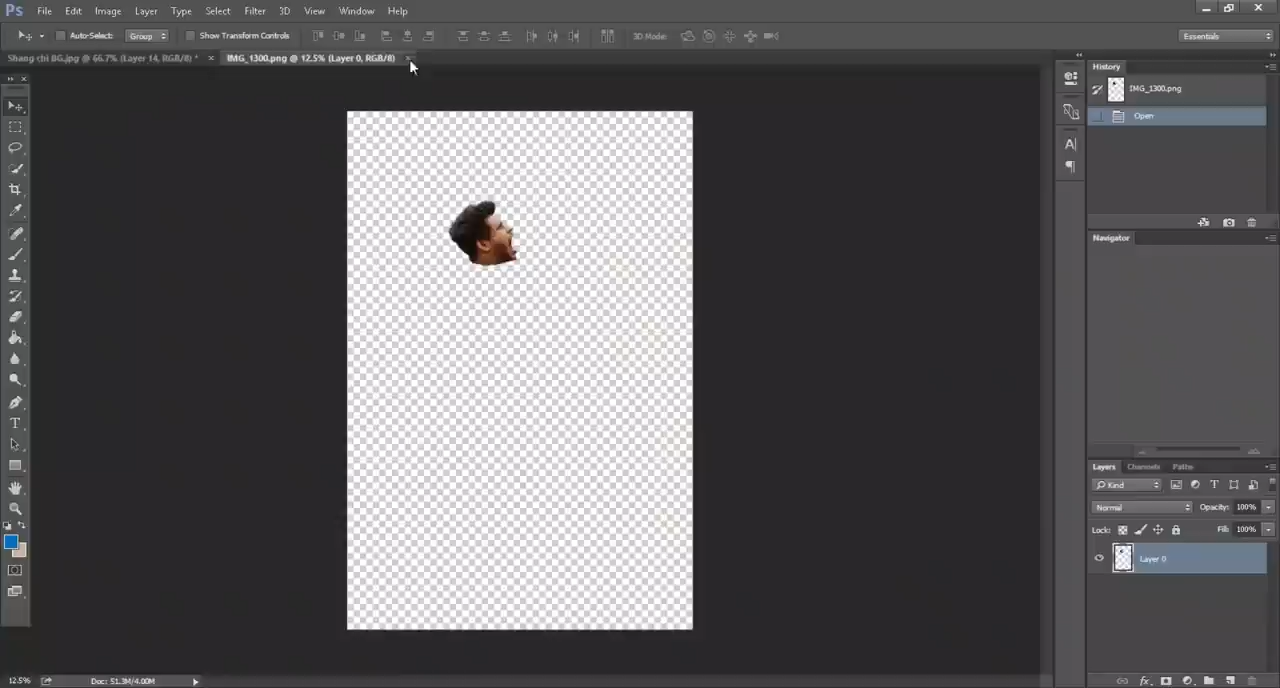 Ps File Edit Image Layer Type Select Filter 3D View Window Help
Auto-Select: Group Show Transform Controls 3D Mode: Essentials
Shang chi BG.jpg @ 66.7% (Layer 14, RGB/8) * × IMG_1300.png @ 12.5% (Layer 0, RGB/8) ×
History
IMG_1300.png
Open
Navigator
Layers Channels Paths
Kind
Normal Opacity: 100%
Lock: Fill: 100%
Layer 0
12.5% Doc: 51.3M/4.00M